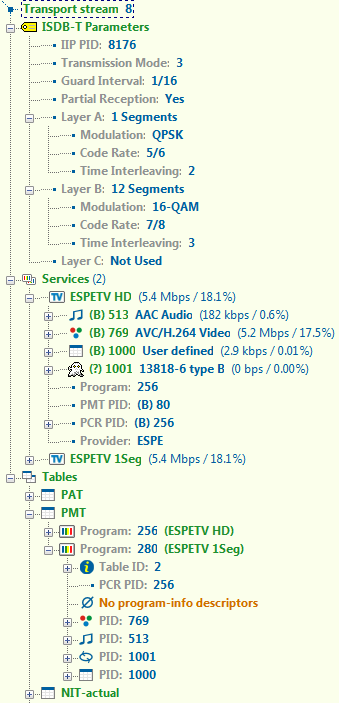 Transport stream 8
ISDB-T Parameters
IIP PID: 8176
Transmission Mode: 3
Guard Interval: 1/16
Partial Reception: Yes
Layer A: 1 Segments
Modulation: QPSK
Code Rate: 5/6
Time Interleaving: 2
Layer B: 12 Segments
Modulation: 16-QAM
Code Rate: 7/8
Time Interleaving: 3
Layer C: Not Used
Services (2)
TV ESPETV HD (5.4 Mbps / 18.1%)
(B) 513 AAC Audio (182 kbps / 0.6%)
(B) 769 AVC/H.264 Video (5.2 Mbps / 17.5%)
(B) 1000 User defined (2.9 kbps / 0.01%)
(?) 1001 13818-6 type B (0 bps / 0.00%)
Program: 256
PMT PID: (B) 80
PCR PID: (B) 256
Provider: ESPE
TV ESPETV 1Seg (5.4 Mbps / 18.1%)
Tables
PAT
PMT
Program: 256 (ESPETV HD)
Program: 280 (ESPETV 1Seg)
Table ID: 2
PCR PID: 256
No program-info descriptors
PID: 769
PID: 513
PID: 1001
PID: 1000
NIT-actual